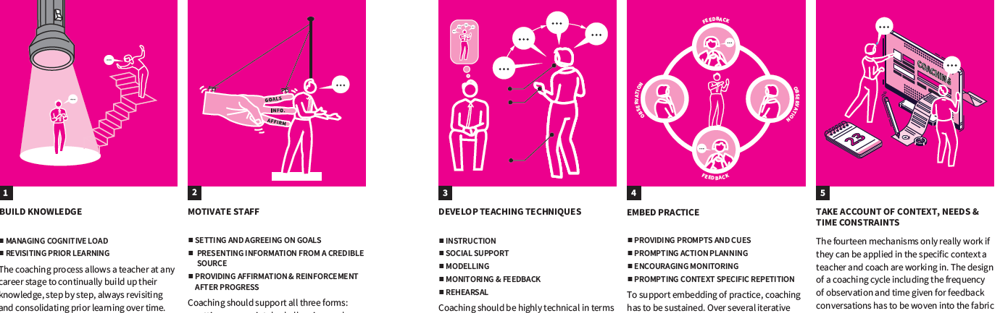 GOALS
INFO.
AFFIRM
FEEDBACK
OBSERVATION
OBSERVATION
FEEDBACK
COACHING
23
1
BUILD KNOWLEDGE
■ MANAGING COGNITIVE LOAD
■ REVISITING PRIOR LEARNING
The coaching process allows a teacher at any
career stage to continually build up their
knowledge, step by step, always revisiting
and consolidating prior learning over time.
2
MOTIVATE STAFF
■ SETTING AND AGREEING ON GOALS
■ PRESENTING INFORMATION FROM A CREDIBLE
SOURCE
■ PROVIDING AFFIRMATION & REINFORCEMENT
AFTER PROGRESS
Coaching should support all three forms:
3
DEVELOP TEACHING TECHNIQUES
■ INSTRUCTION
■ SOCIAL SUPPORT
■ MODELLING
■ MONITORING & FEEDBACK
■ REHEARSAL
Coaching should be highly technical in terms
4
EMBED PRACTICE
■ PROVIDING PROMPTS AND CUES
■ PROMPTING ACTION PLANNING
■ ENCOURAGING MONITORING
■ PROMPTING CONTEXT SPECIFIC REPETITION
To support embedding of practice, coaching
has to be sustained. Over several iterative
5
TAKE ACCOUNT OF CONTEXT, NEEDS &
TIME CONSTRAINTS
The fourteen mechanisms only really work if
they can be applied in the specific context a
teacher and coach are working in. The design
of a coaching cycle including the frequency
of observation and time given for feedback
conversations has to be woven into the fabric